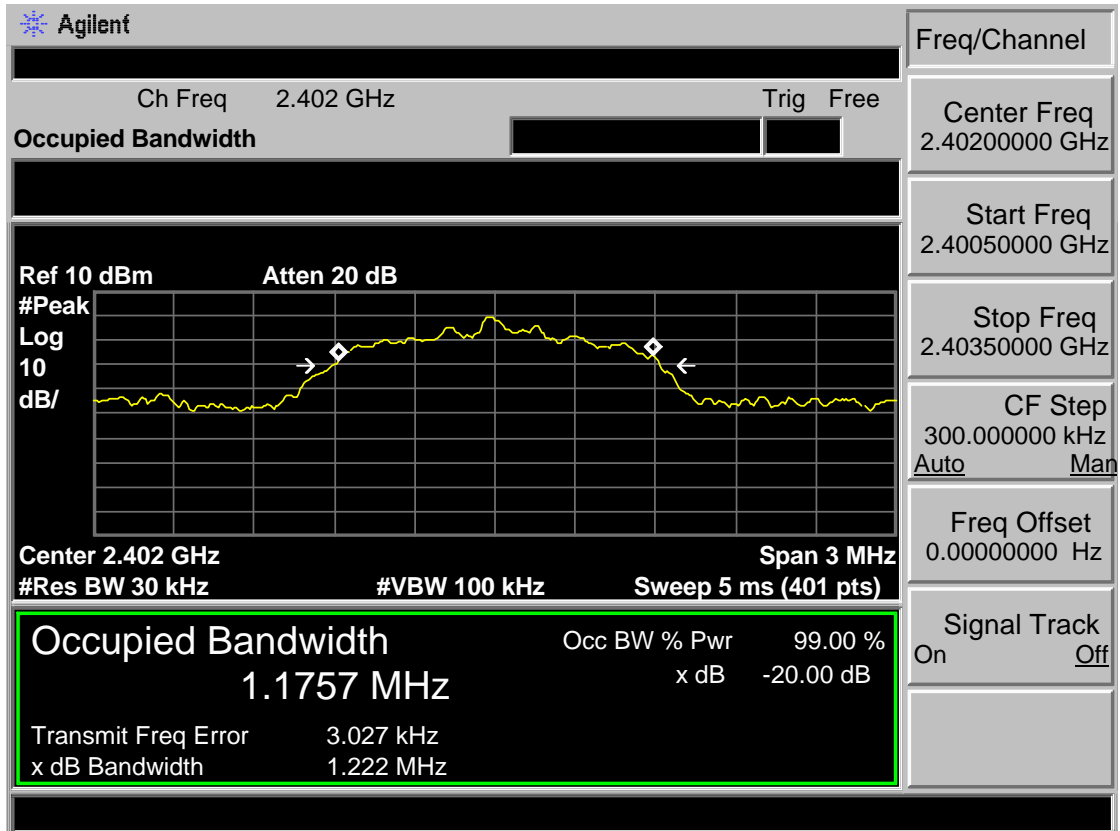 Agilent
Freq/Channel
Ch Freq 2.402 GHz Trig Free
Occupied Bandwidth
Center Freq
2.40200000 GHz
Start Freq
2.40050000 GHz
Ref 10 dBm Atten 20 dB
#Peak
Log
10
dB/
Stop Freq
2.40350000 GHz
CF Step
300.000000 kHz
Auto Man
Center 2.402 GHz Span 3 MHz
#Res BW 30 kHz #VBW 100 kHz Sweep 5 ms (401 pts)
Freq Offset
0.00000000 Hz
Occupied Bandwidth Occ BW % Pwr 99.00 %
1.1757 MHz x dB -20.00 dB
Transmit Freq Error 3.027 kHz
x dB Bandwidth 1.222 MHz
Signal Track
On Off